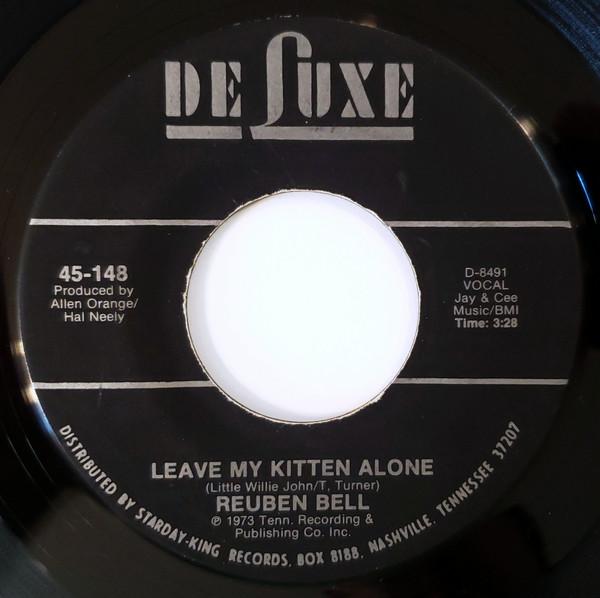 DE LUXE
45-148
Produced by
Allen Orange/
Hal Neely
D-8491
VOCAL
Jay & Cee
Music/BMI
Time: 3:28
LEAVE MY KITTEN ALONE
(Little Willie John/T. Turner)
REUBEN BELL
℗ 1973 Tenn. Recording &
Publishing Co. Inc.
DISTRIBUTED BY STARDAY-KING RECORDS, BOX 8188, NASHVILLE, TENNESSEE 37207